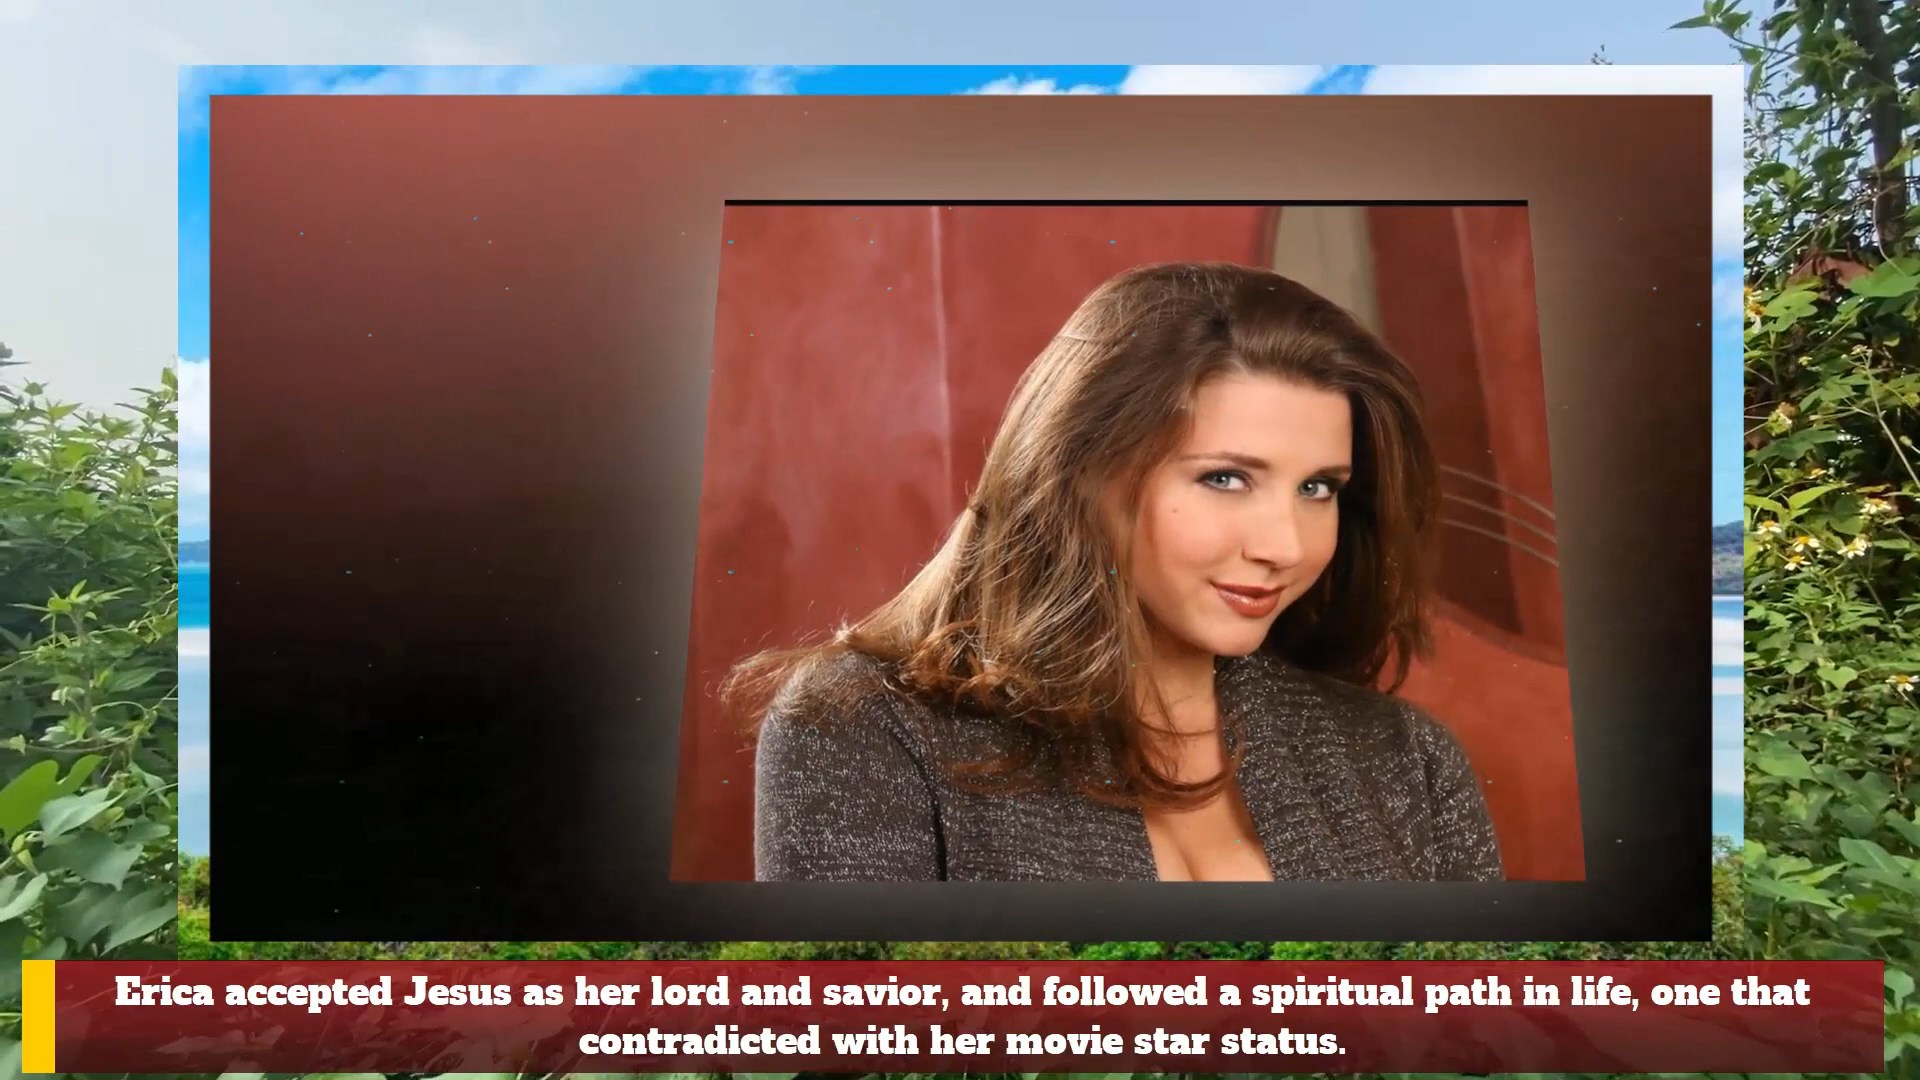 Erica accepted Jesus as her lord and savior, and followed a spiritual path in life, one that
contradicted with her movie star status.